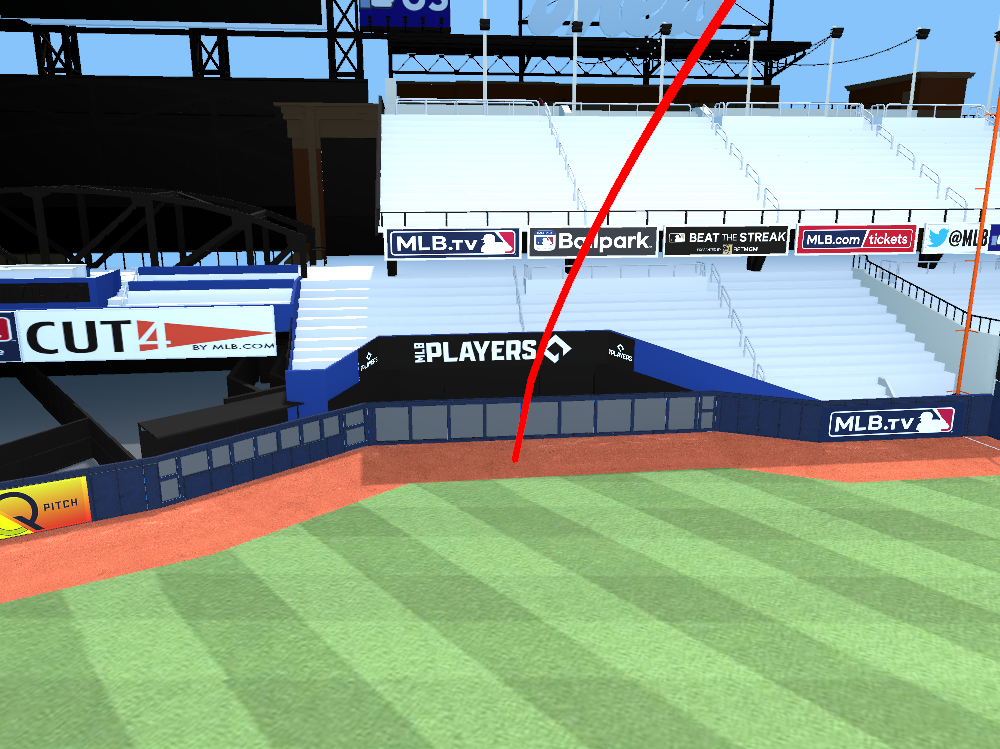 MLB.TV
Ballpark.
BEAT THE STREAK
MLB.com/tickets
@MLB
CUT4
BY MLB.COM
MLB PLAYERS
MLB.TV
Q PITCH